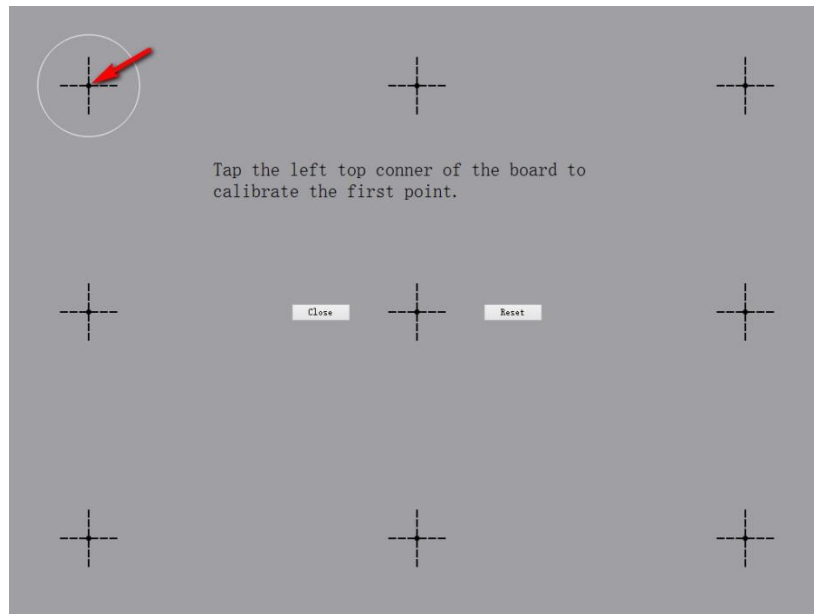 Tap the left top conner of the board to
calibrate the first point.
Close
Reset